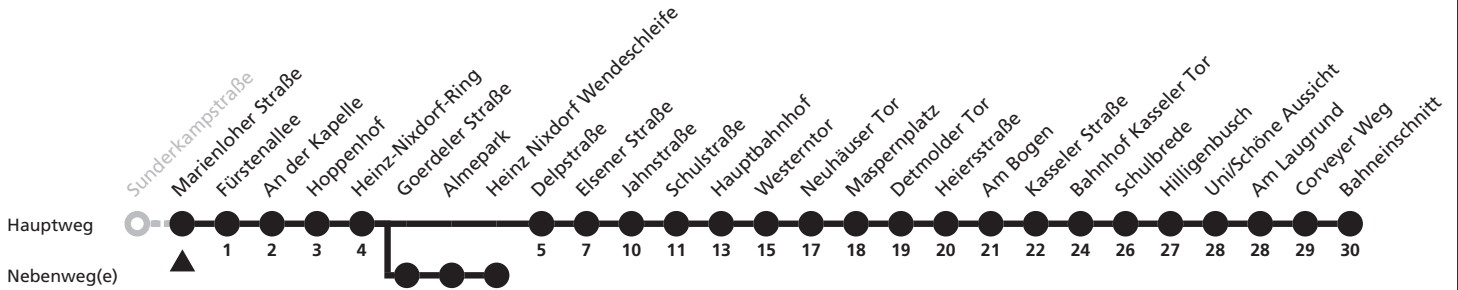 Sunderkampstraße
Marienloher Straße
Fürstenallee
An der Kapelle
Hoppenhof
Heinz-Nixdorf-Ring
Goerdeler Straße
Almepark
Heinz Nixdorf Wendeschleife
Delpstraße
Elsener Straße
Jahnstraße
Schulstraße
Hauptbahnhof
Westerntor
Neuhäuser Tor
Maspernplatz
Detmolder Tor
Heiersstraße
Am Bogen
Kasseler Straße
Bahnhof Kasseler Tor
Schulbrede
Hilligenbusch
Uni/Schöne Aussicht
Am Laugrund
Corveyer Weg
Bahneinschnitt
Hauptweg
1 2 3 4 5 7 10 11 13 15 17 18 19 20 21 22 24 26 27 28 28 29 30
Nebenweg(e)